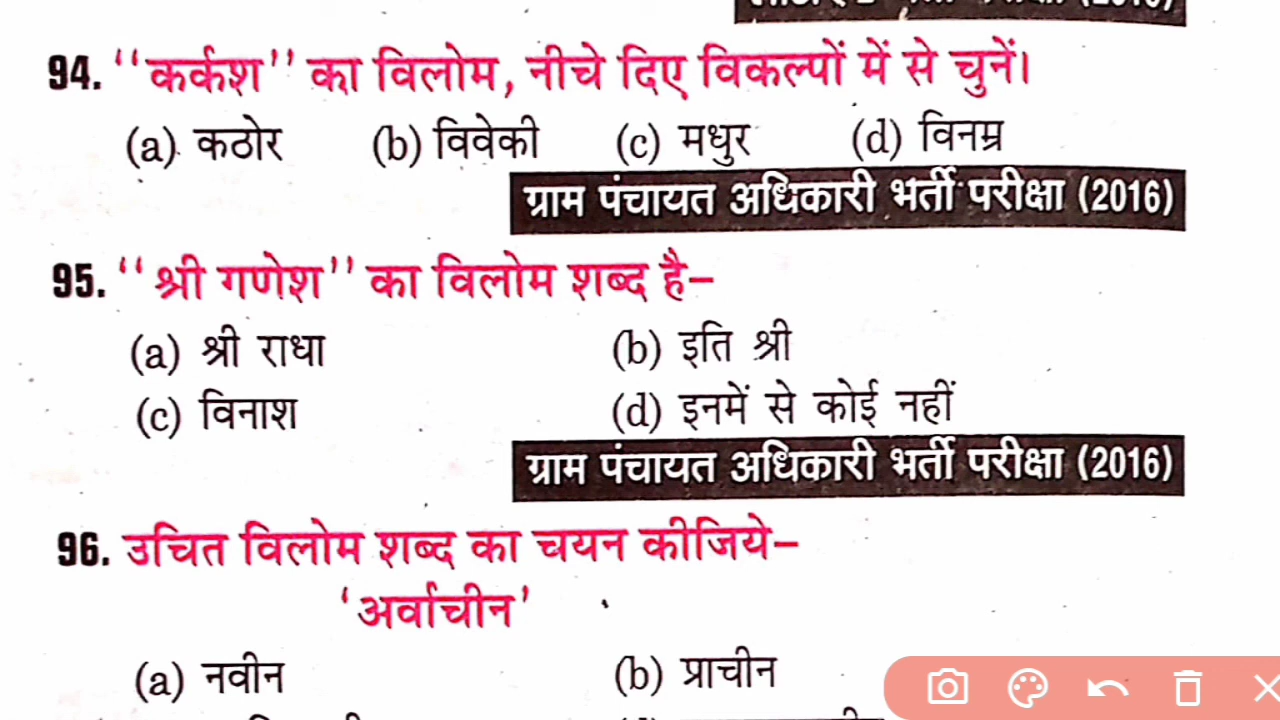 94. "कर्कश" का विलोम, नीचे दिए विकल्पों में से चुनें।
(a) कठोर (b) विवेकी (c) मधुर (d) विनम्र
ग्राम पंचायत अधिकारी भर्ती परीक्षा (2016)
95. "श्री गणेश" का विलोम शब्द है–
(a) श्री राधा (b) इति श्री
(c) विनाश (d) इनमें से कोई नहीं
ग्राम पंचायत अधिकारी भर्ती परीक्षा (2016)
96. उचित विलोम शब्द का चयन कीजिये–
'अर्वाचीन'
(a) नवीन (b) प्राचीन